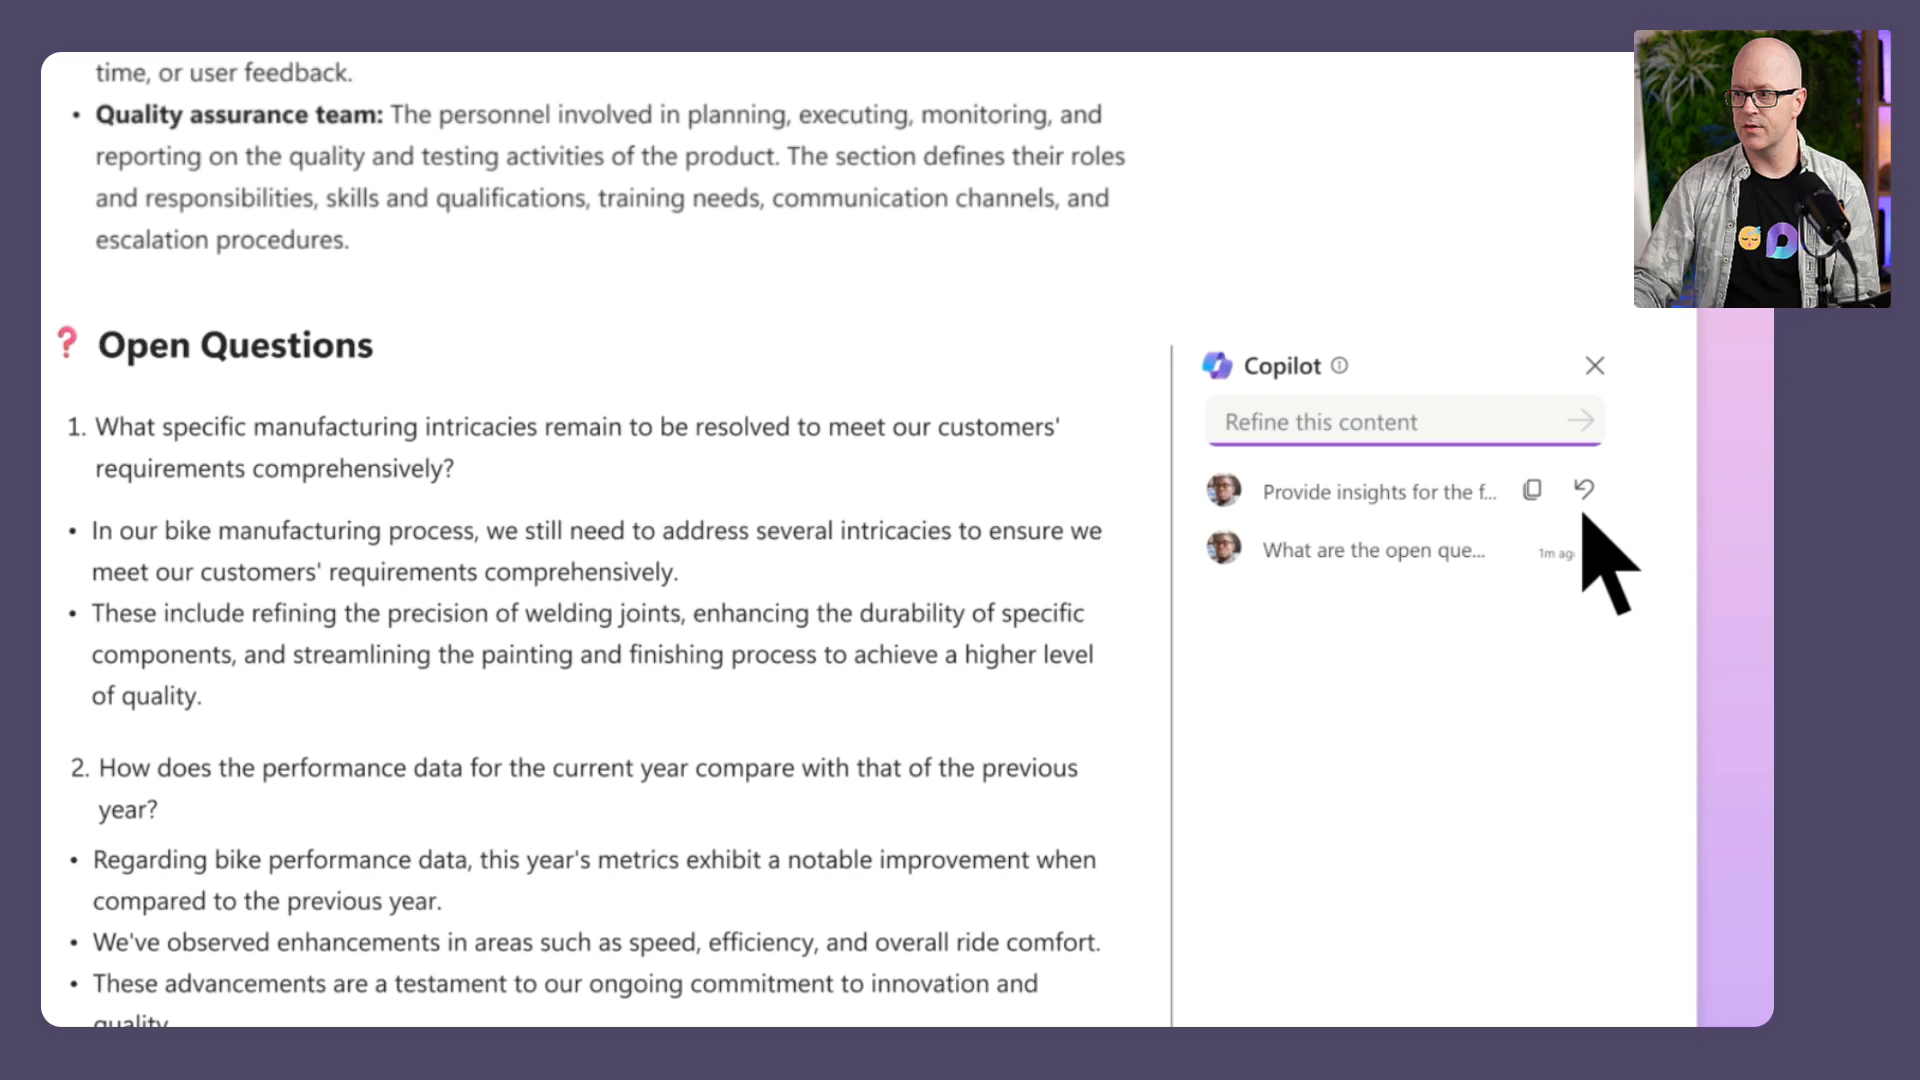 time, or user feedback.
• Quality assurance team: The personnel involved in planning, executing, monitoring, and
reporting on the quality and testing activities of the product. The section defines their roles
and responsibilities, skills and qualifications, training needs, communication channels, and
escalation procedures.
? Open Questions
1. What specific manufacturing intricacies remain to be resolved to meet our customers'
requirements comprehensively?
• In our bike manufacturing process, we still need to address several intricacies to ensure we
meet our customers' requirements comprehensively.
• These include refining the precision of welding joints, enhancing the durability of specific
components, and streamlining the painting and finishing process to achieve a higher level
of quality.
2. How does the performance data for the current year compare with that of the previous
year?
• Regarding bike performance data, this year's metrics exhibit a notable improvement when
compared to the previous year.
• We've observed enhancements in areas such as speed, efficiency, and overall ride comfort.
• These advancements are a testament to our ongoing commitment to innovation and
quality.
Copilot
Refine this content
Provide insights for the f...
What are the open que...
1m ag